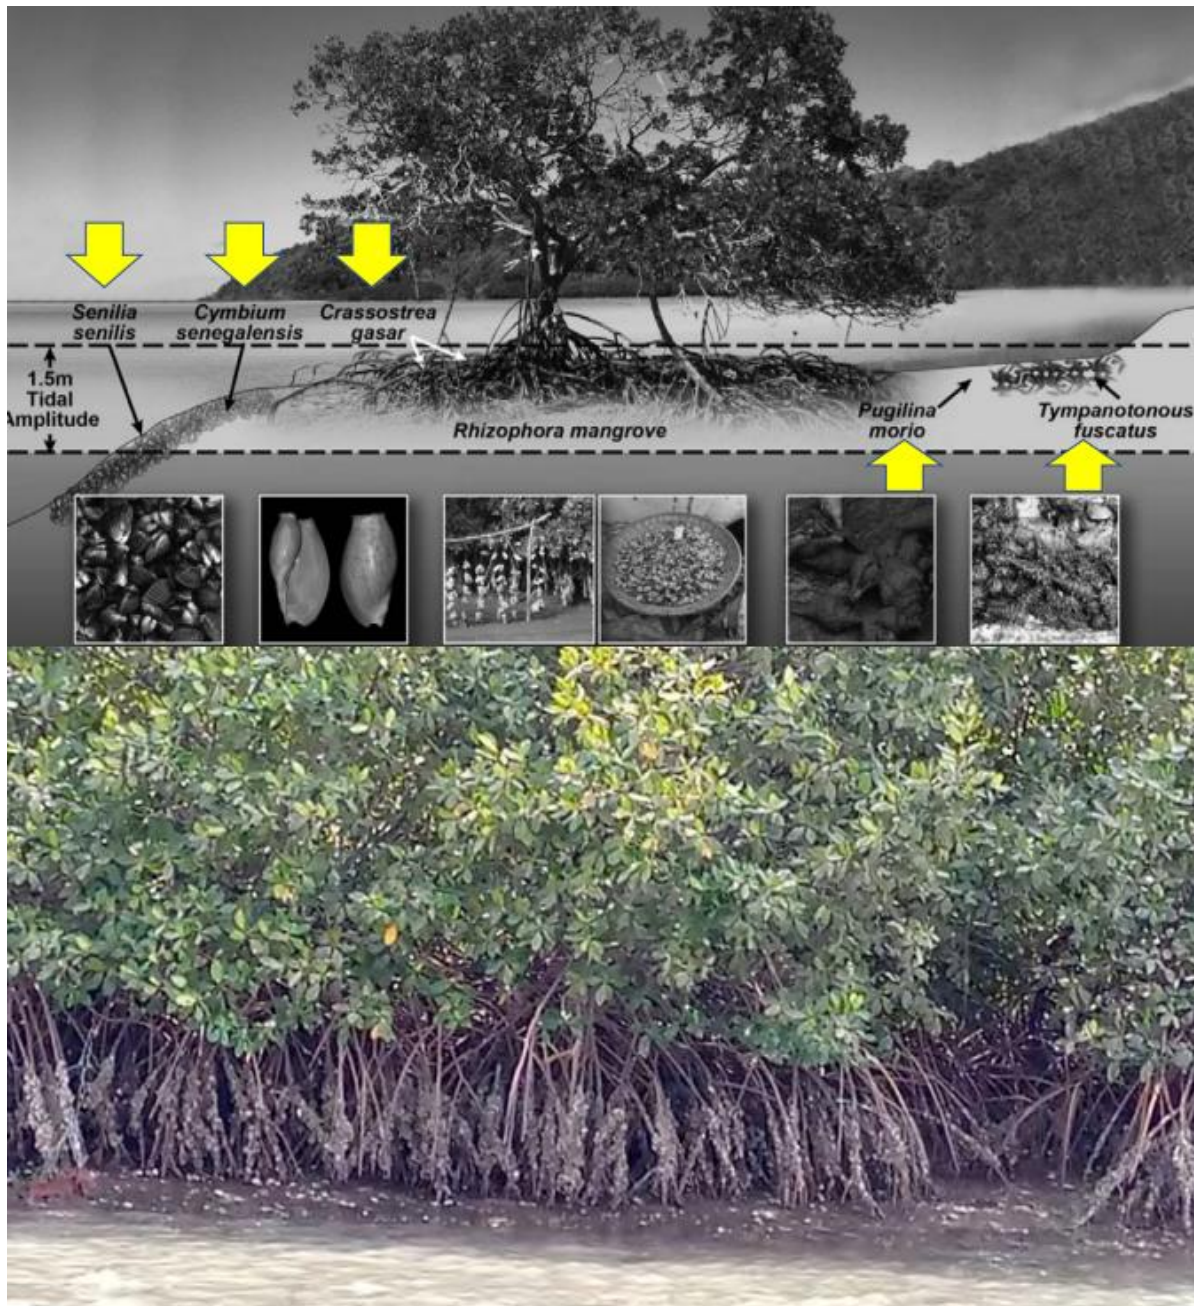 Senilia
senilis
Cymbium
senegalensis
Crassostrea
gasar
1.5m
Tidal
Amplitude
Rhizophora mangrove
Pugilina
morio
Tympanotonous
fuscatus